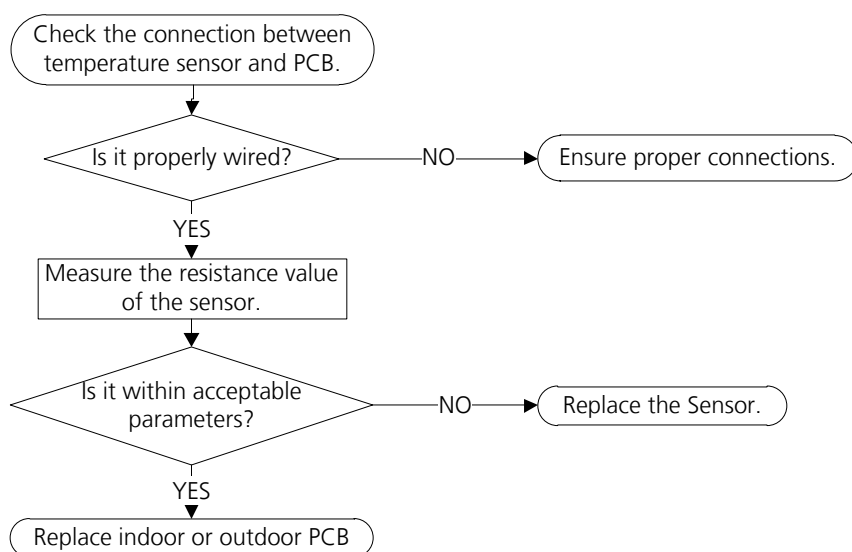 Check the connection between
temperature sensor and PCB.
Is it properly wired?
NO
Ensure proper connections.
YES
Measure the resistance value
of the sensor.
Is it within acceptable
parameters?
NO
Replace the Sensor.
YES
Replace indoor or outdoor PCB